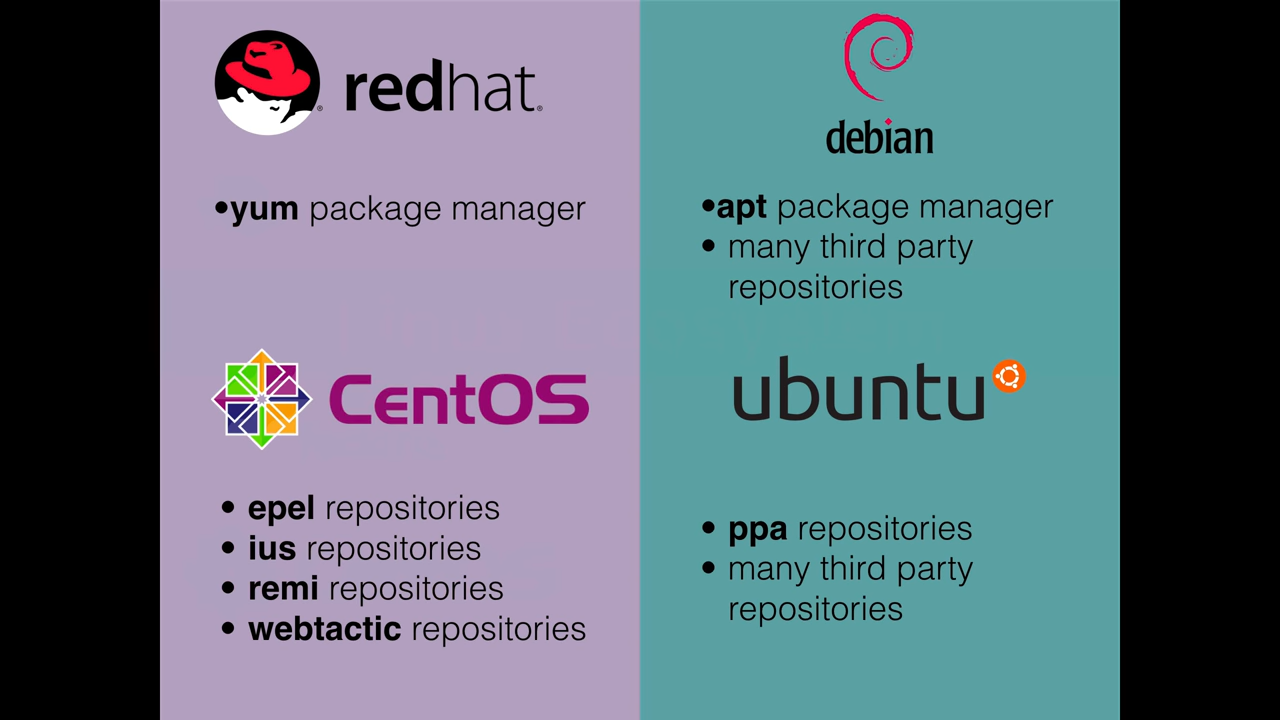 redhat
•yum package manager
CentOS
• epel repositories
• ius repositories
• remi repositories
• webtactic repositories
debian
•apt package manager
• many third party
repositories
ubuntu
• ppa repositories
• many third party
repositories